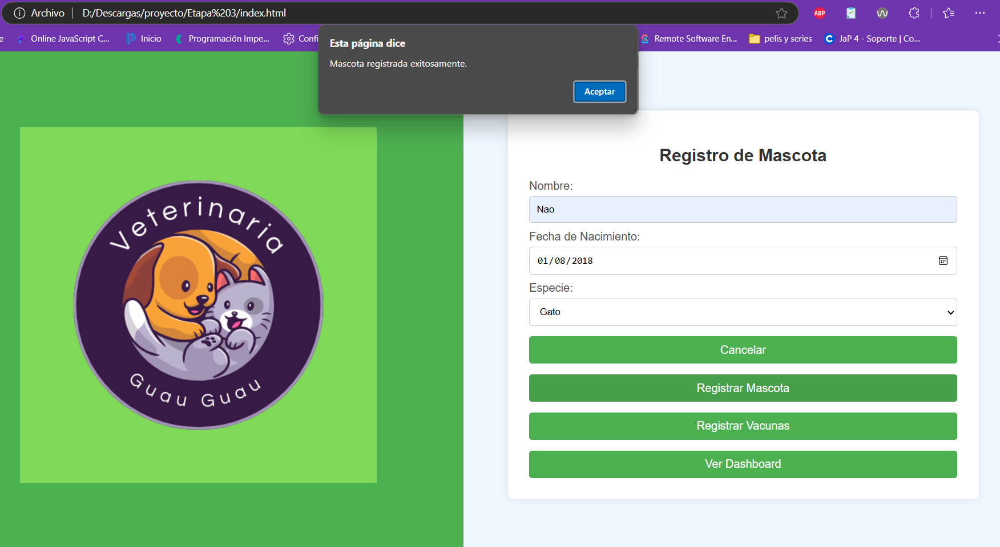 Archivo
D:/Descargas/proyecto/Etapa%203/index.html
ABP
e
Online JavaScript C...
Inicio
Programación Impe...
Confi
Remote Software En...
pelis y series
JaP 4 - Soporte | Co...
Esta página dice
Mascota registrada exitosamente.
Aceptar
Veterinaria
Guau Guau
Registro de Mascota
Nombre:
Nao
Fecha de Nacimiento:
01/08/2018
Especie:
Gato
Cancelar
Registrar Mascota
Registrar Vacunas
Ver Dashboard